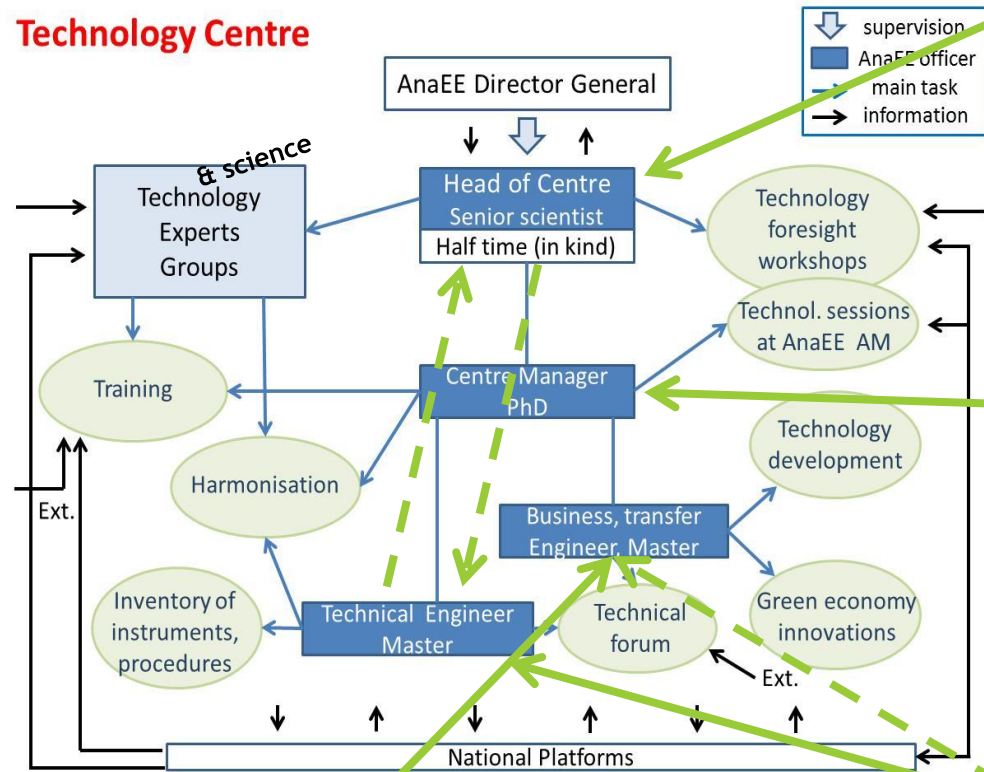 Technology Centre
supervision
AnaEE officer
main task
information
AnaEE Director General
& science
Technology
Experts
Groups
Head of Centre
Senior scientist
Half time (in kind)
Technology
foresight
workshops
Technol. sessions
at AnaEE AM
Training
Centre Manager
PhD
Technology
development
Harmonisation
Ext.
Business, transfer
Engineer, Master
Inventory of
instruments,
procedures
Technical Engineer
Master
Technical
forum
Green economy
innovations
Ext.
National Platforms